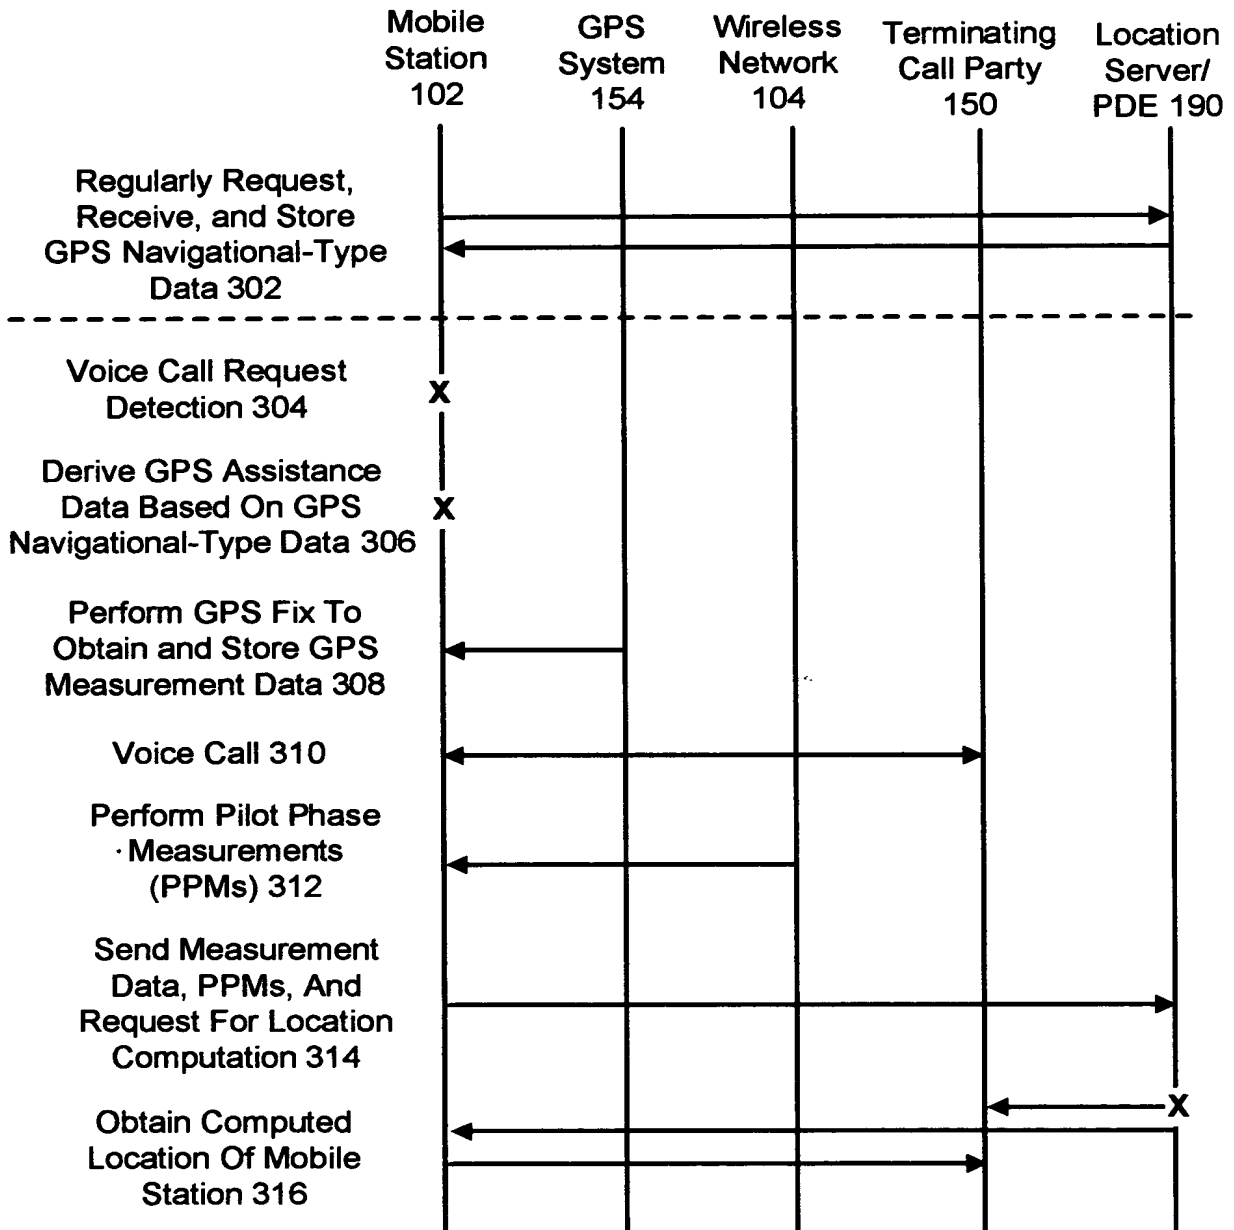 Mobile
Station
102
GPS
System
154
Wireless
Network
104
Terminating
Call Party
150
Location
Server/
PDE 190
Regularly Request,
Receive, and Store
GPS Navigational-Type
Data 302
Voice Call Request
Detection 304
X
Derive GPS Assistance
Data Based On GPS
Navigational-Type Data 306
X
Perform GPS Fix To
Obtain and Store GPS
Measurement Data 308
Voice Call 310
Perform Pilot Phase
Measurements
(PPMs) 312
Send Measurement
Data, PPMs, And
Request For Location
Computation 314
X
Obtain Computed
Location Of Mobile
Station 316